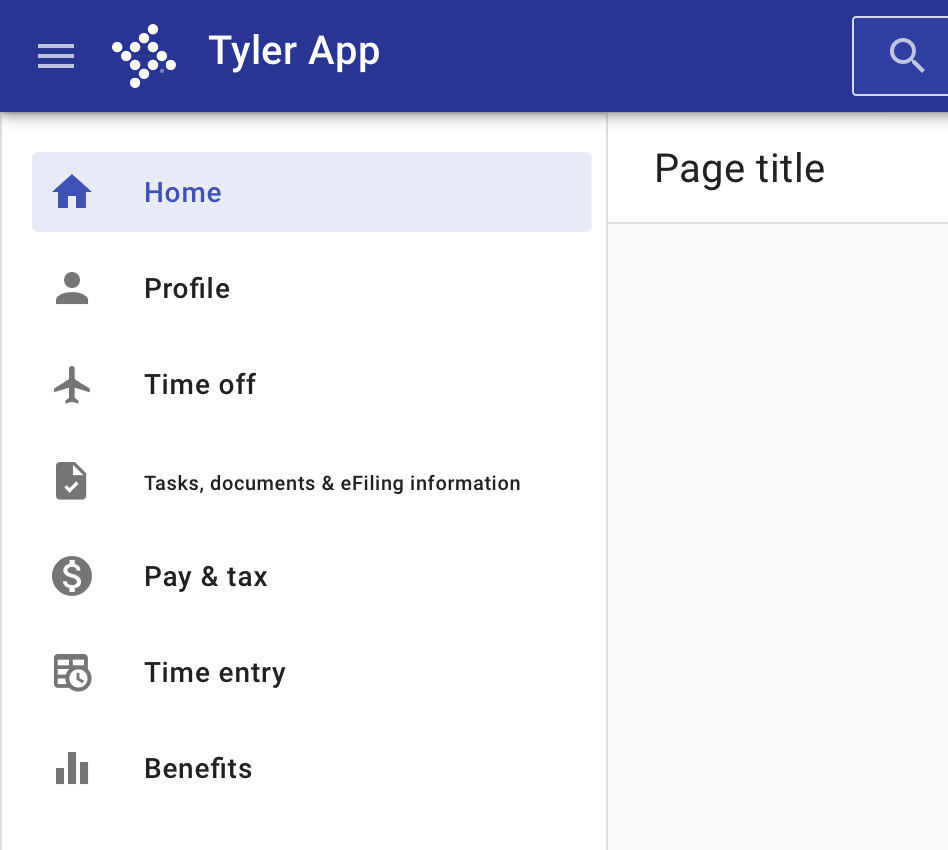 Tyler App
Page title
Home
Profile
Time off
Tasks, documents & eFiling information
Pay & tax
Time entry
Benefits